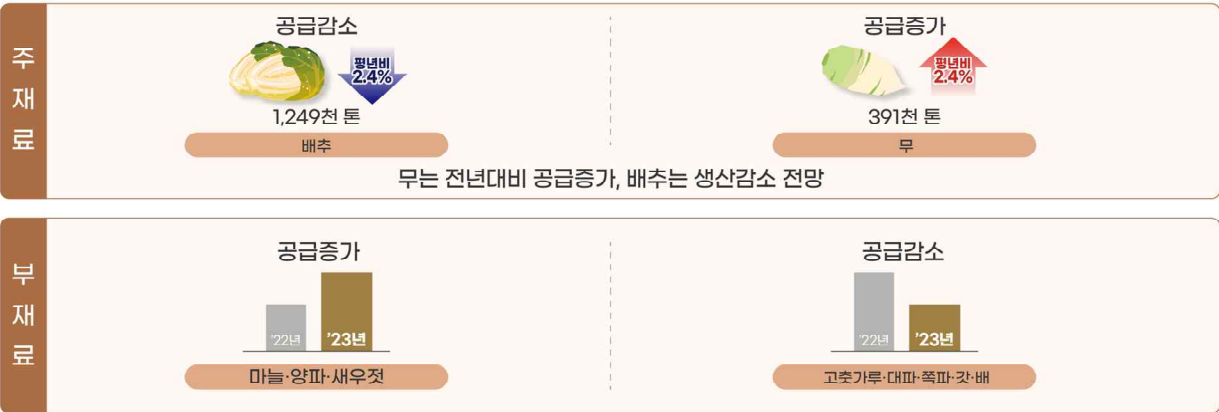 주재료
공급감소
평년비
2.4%
1,249천 톤
배추
공급증가
평년비
2.4%
391천 톤
무
무는 전년대비 공급증가, 배추는 생산감소 전망
부재료
공급증가
'22년
'23년
마늘·양파·새우젓
공급감소
'22년
'23년
고춧가루·대파·쪽파·갓·배